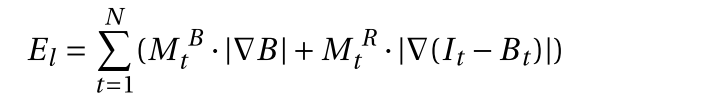 E_l = \sum_{t=1}^{N} (M_t^B \cdot |\nabla B| + M_t^R \cdot |\nabla (I_t - B_t)|)